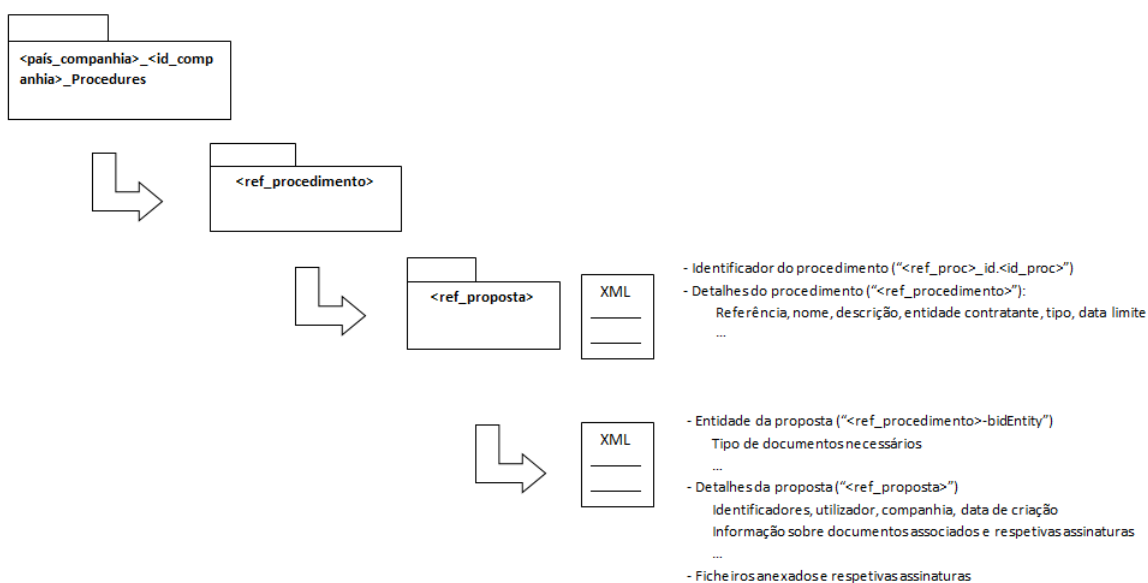 <país_companhia>_<id_comp
anhia>_Procedures
<ref_procedimento>
<ref_proposta>
XML
- Identificador do procedimento (“<ref_proc>_id.<id_proc>”)
- Detalhes do procedimento (“<ref_procedimento>”):
Referência, nome, descrição, entidade contratante, tipo, data limite
...
XML
- Entidade da proposta (“<ref_procedimento>-bidEntity”)
Tipo de documentos necessários
...
- Detalhes da proposta (“<ref_proposta>”)
Identificadores, utilizador, companhia, data de criação
Informação sobre documentos associados e respetivas assinaturas
...
- Ficheiros anexados e respetivas assinaturas